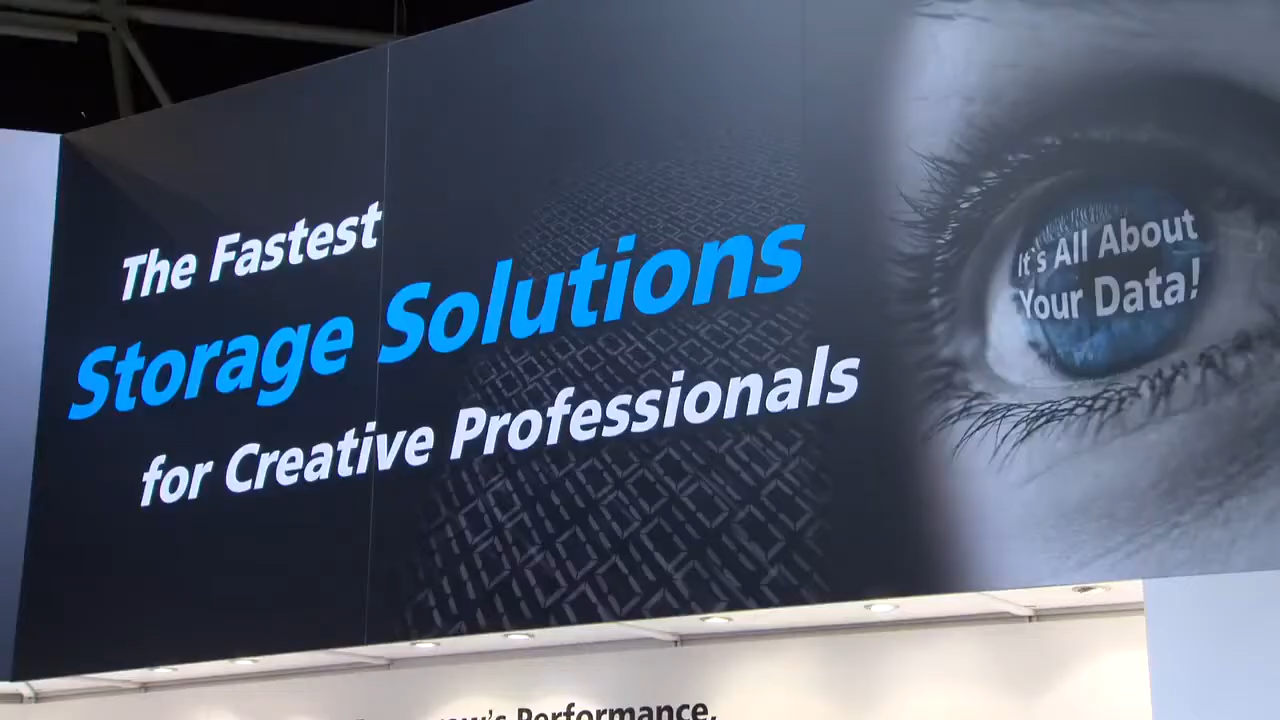 The Fastest
Storage Solutions
for Creative Professionals
It's All About
Your Data!
Performance,